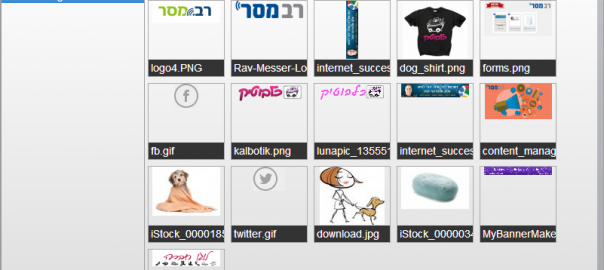 רב מסר
רב מסר
רב מסר
logo4.PNG
Rav-Messer-Lo
internet_succes
dog_shirt.png
forms.png
כלבוטיק
כלבוטיק
fb.gif
kalbotik.png
lunapic_135551
internet_succes
content_manag
iStock_0000185
twitter.gif
download.jpg
iStock_0000034
MyBannerMake